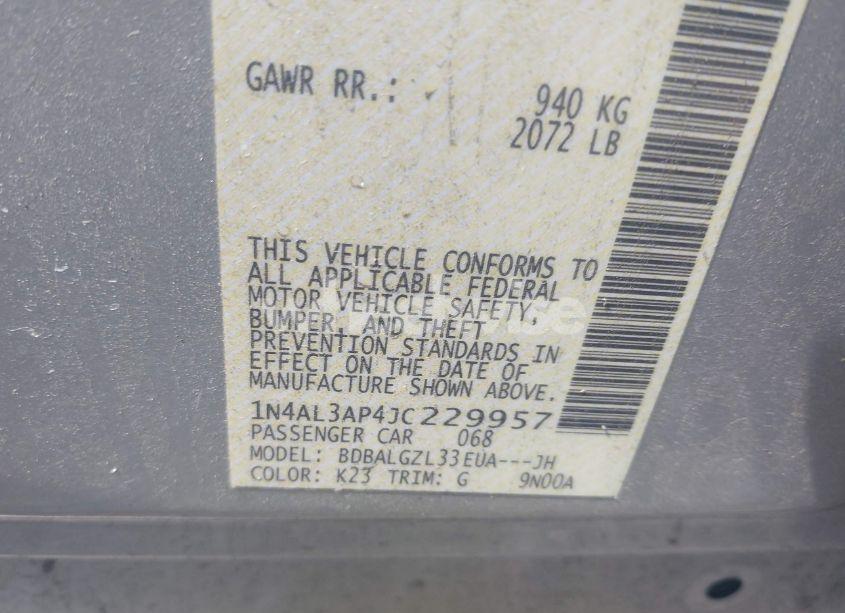 GAWR RR.: 940 KG
2072 LB
THIS VEHICLE CONFORMS TO
ALL APPLICABLE FEDERAL
MOTOR VEHICLE SAFETY,
BUMPER, AND THEFT
PREVENTION STANDARDS IN
EFFECT ON THE DATE OF
MANUFACTURE SHOWN ABOVE.
1N4AL3AP4JC229957
PASSENGER CAR 068
MODEL: BDBALGZL33EUA---JH
COLOR: K23 TRIM: G 9N00A